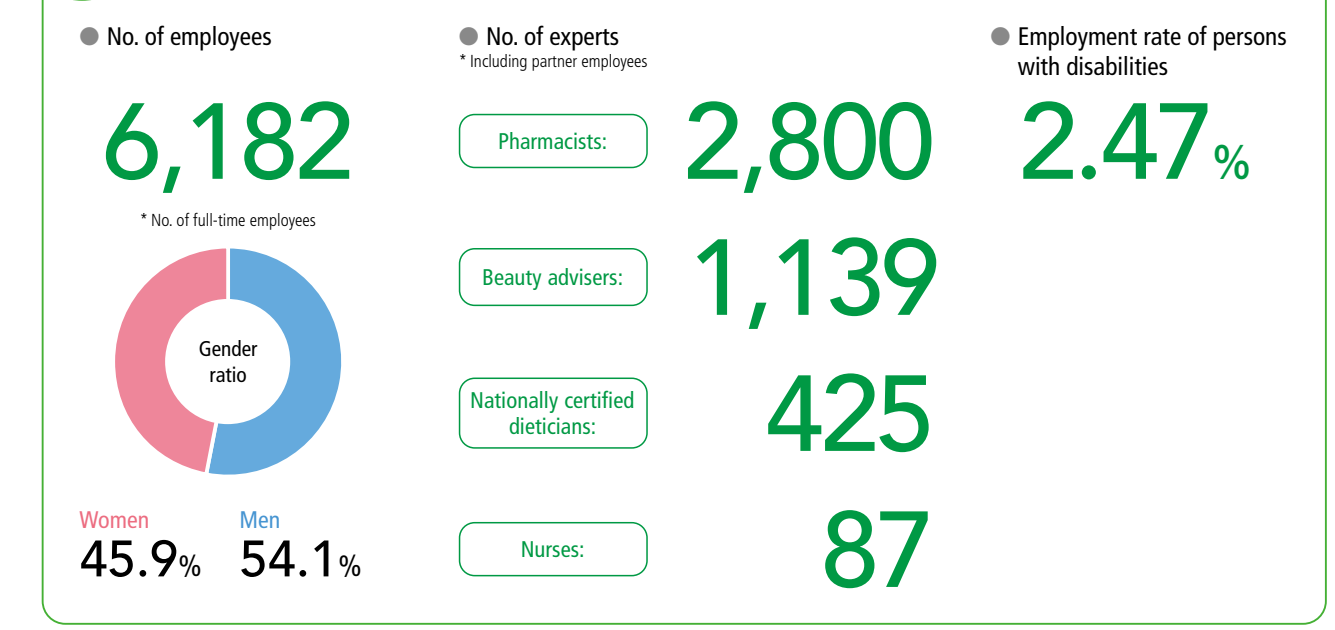 No. of employees
6,182
* No. of full-time employees
Gender
ratio
Women
45.9%
Men
54.1%
No. of experts
* Including partner employees
Pharmacists:
2,800
Beauty advisers:
1,139
Nationally certified
dieticians:
425
Nurses:
87
Employment rate of persons
with disabilities
2.47%